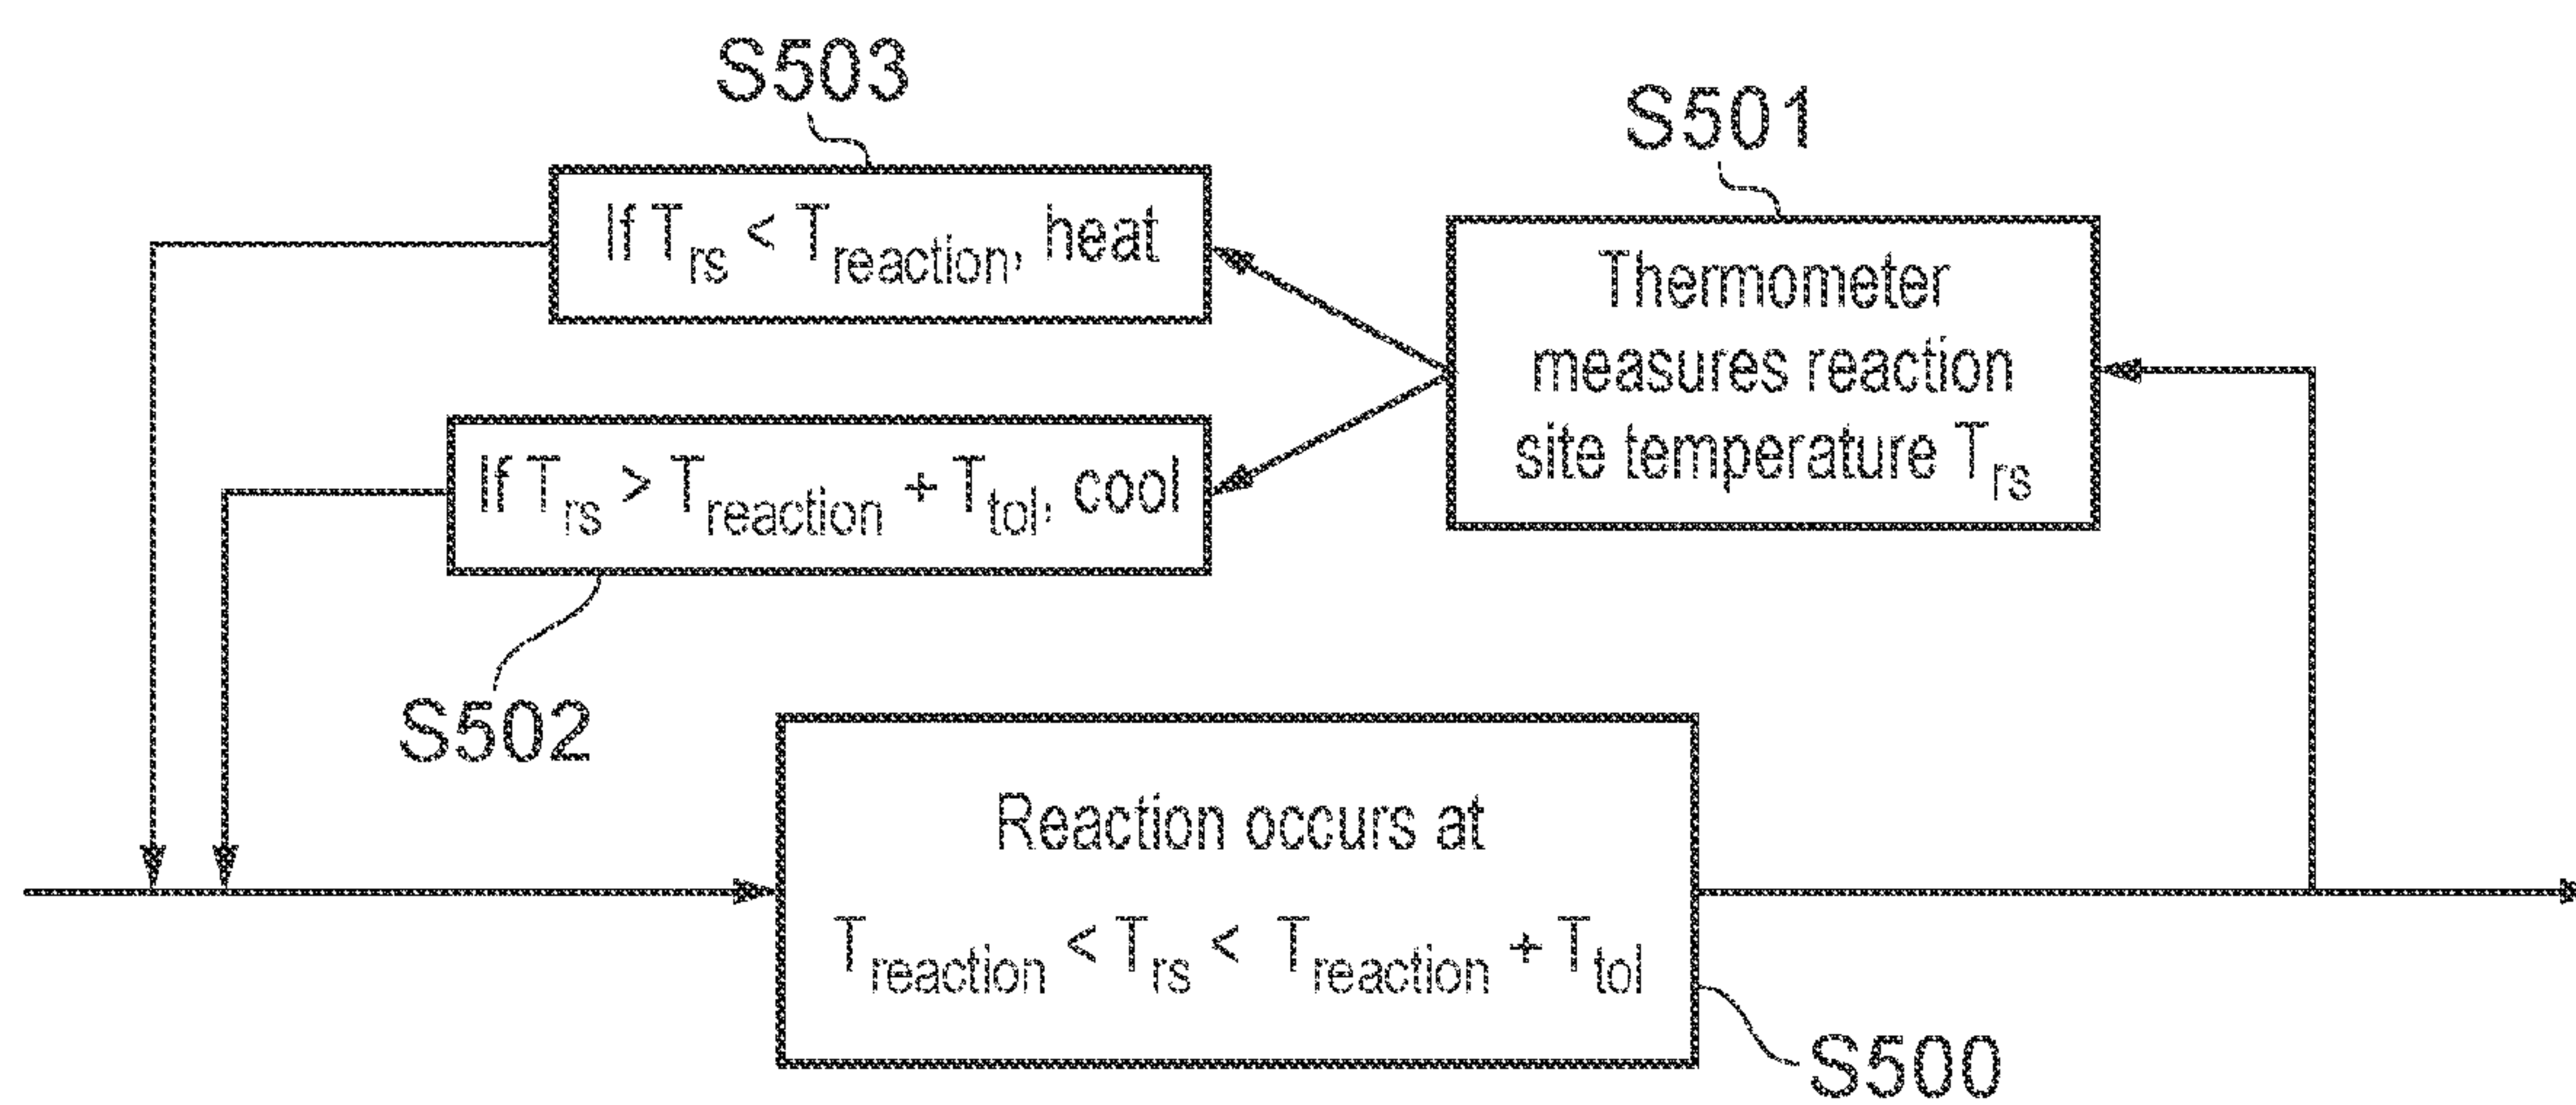 S503
If T_rs < T_reaction, heat
S501
Thermometer
measures reaction
site temperature T_rs
If T_rs > T_reaction + T_tol, cool
S502
Reaction occurs at
T_reaction < T_rs < T_reaction + T_tol
S500